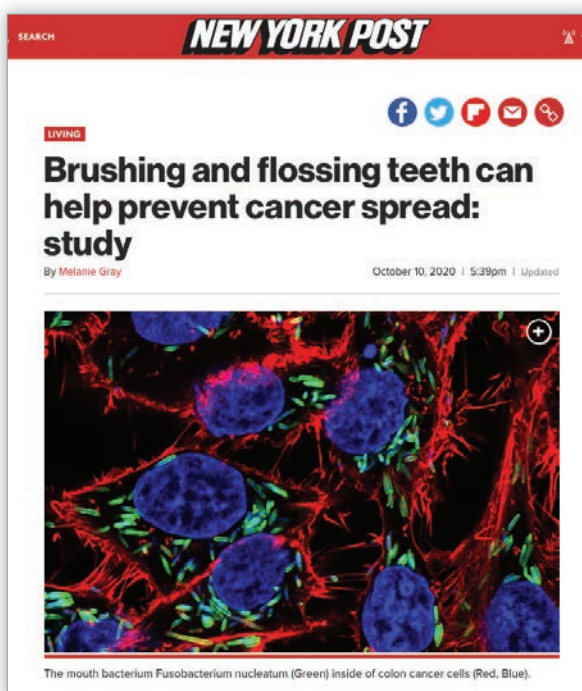 SEARCH
NEW YORK POST
LIVING
Brushing and flossing teeth can
help prevent cancer spread:
study
By Melanie Gray
October 10, 2020 | 5:39pm | Updated
The mouth bacterium Fusobacterium nucleatum (Green) inside of colon cancer cells (Red, Blue).